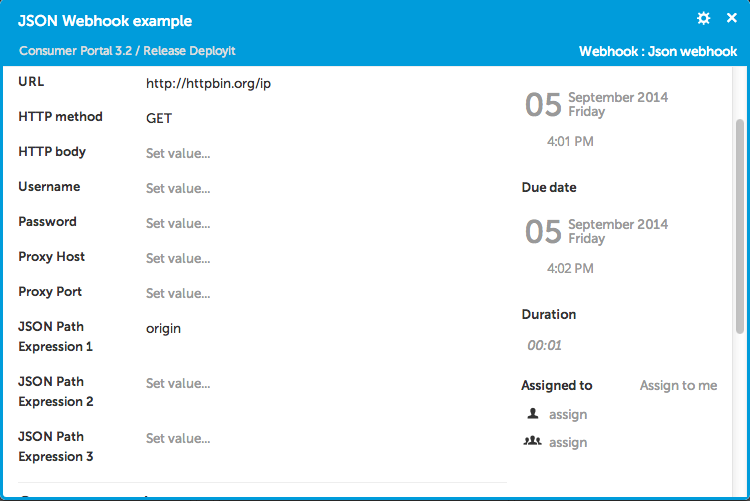 JSON Webhook example
Consumer Portal 3.2 / Release DeployIt
Webhook : Json webhook
URL
http://httpbin.org/ip
HTTP method
GET
HTTP body
Set value...
Username
Set value...
Password
Set value...
Proxy Host
Set value...
Proxy Port
Set value...
JSON Path
Expression 1
origin
JSON Path
Expression 2
Set value...
JSON Path
Expression 3
Set value...
05
September 2014
Friday
4:01 PM
Due date
05
September 2014
Friday
4:02 PM
Duration
00:01
Assigned to
Assign to me
assign
assign